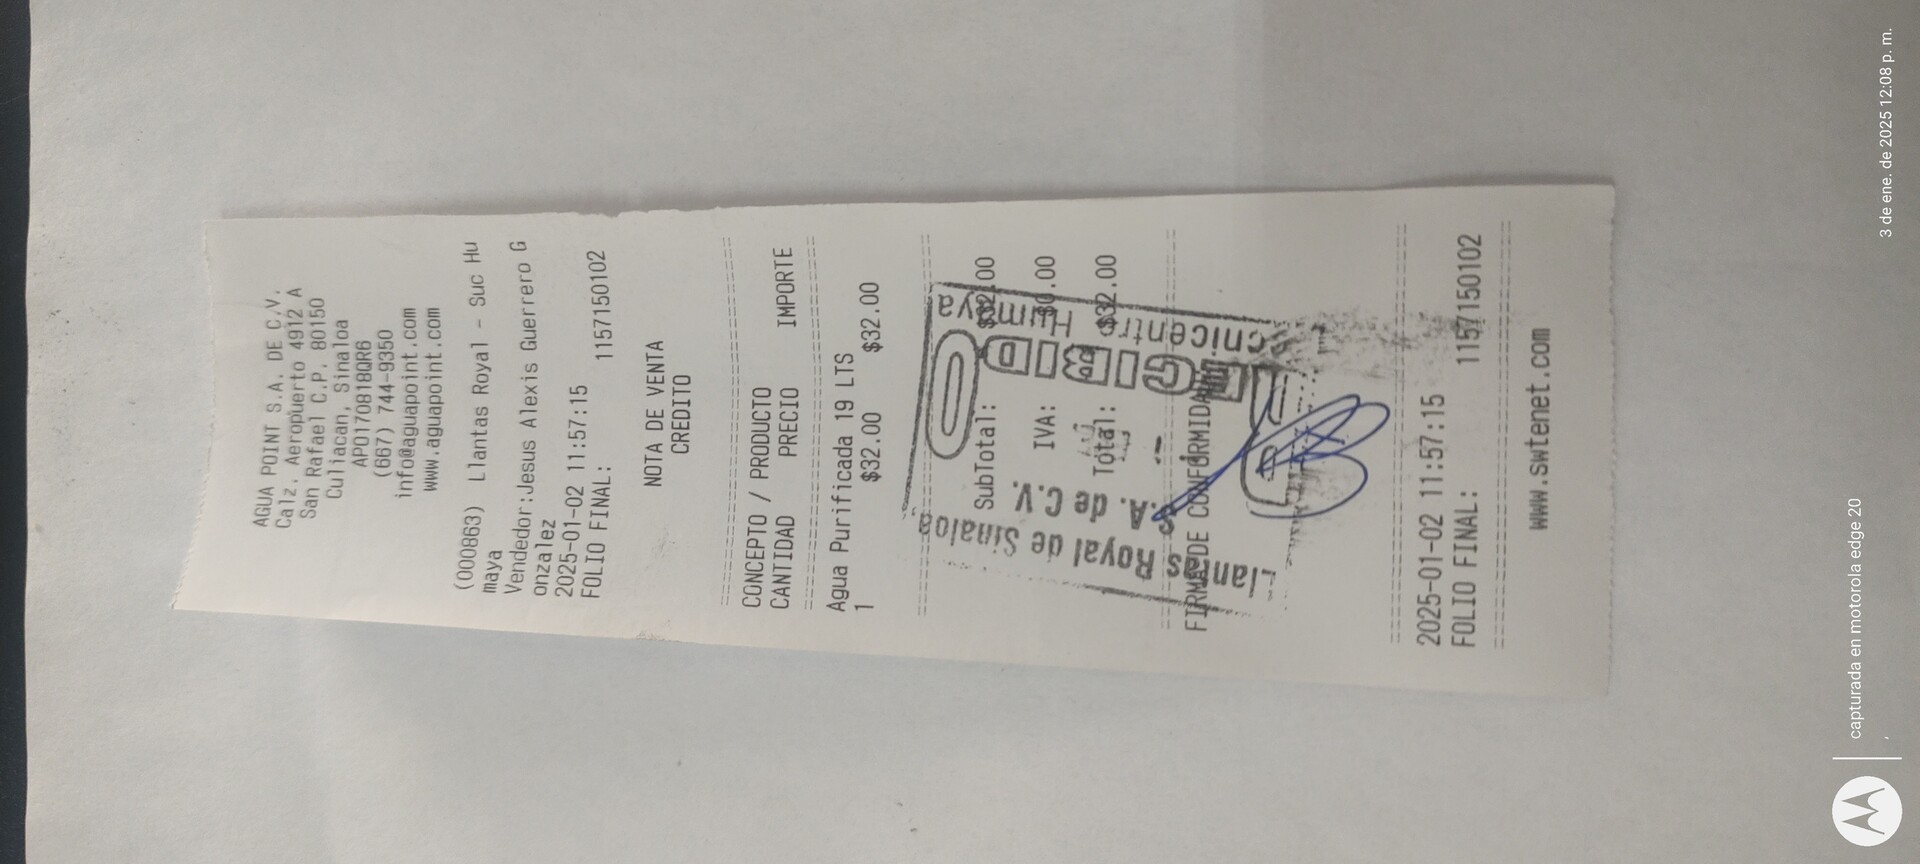 AGUA POINT S.A. DE C.V.
Calz. Aeropuerto 4912 A
San Rafael C.P. 80150
Culiacan, Sinaloa
APO170818QR6
(667) 744-9350
info@aguapoint.com
www.aguapoint.com
(000863) Llantas Royal - Suc Hu
maya
Vendedor:Jesus Alexis Guerrero G
onzalez
2025-01-02 11:57:15
FOLIO FINAL: 1157150102
NOTA DE VENTA
CREDITO
CONCEPTO / PRODUCTO
CANTIDAD PRECIO IMPORTE
Agua Purificada 19 LTS
1 $32.00 $32.00
SubTotal: $32.00
IVA: $0.00
Total: $32.00
FIRMA DE CONFORMIDAD
Llantas Royal de Sinaloa
S.A. de C.V.
RECIBIDO
Humaya
2025-01-02 11:57:15
FOLIO FINAL: 1157150102
www.swtenet.com
capturada en motorola edge 20
3 de ene. de 2025 12:08 p. m.